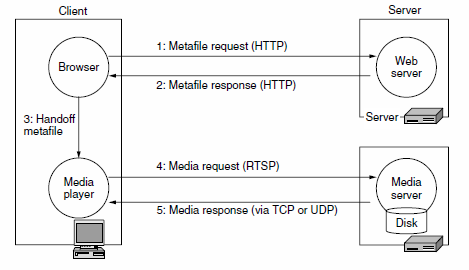 Client
Server
1: Metafile request (HTTP)
Browser
Web
server
2: Metafile response (HTTP)
3: Handoff
metafile
Server
4: Media request (RTSP)
Media
player
Media
server
5: Media response (via TCP or UDP)
Disk